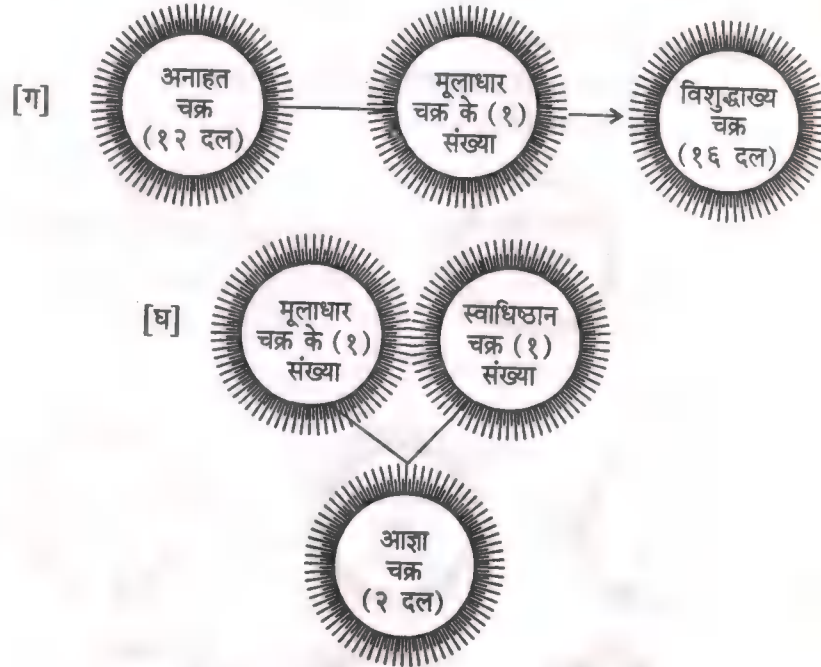 [ग]
अनाहत
चक्र
(१२ दल)
मूलाधार
चक्र के (१)
संख्या
विशुद्धाख्य
चक्र
(१६ दल)
[घ]
मूलाधार
चक्र के (१)
संख्या
स्वाधिष्ठान
चक्र (१)
संख्या
आज्ञा
चक्र
(२ दल)